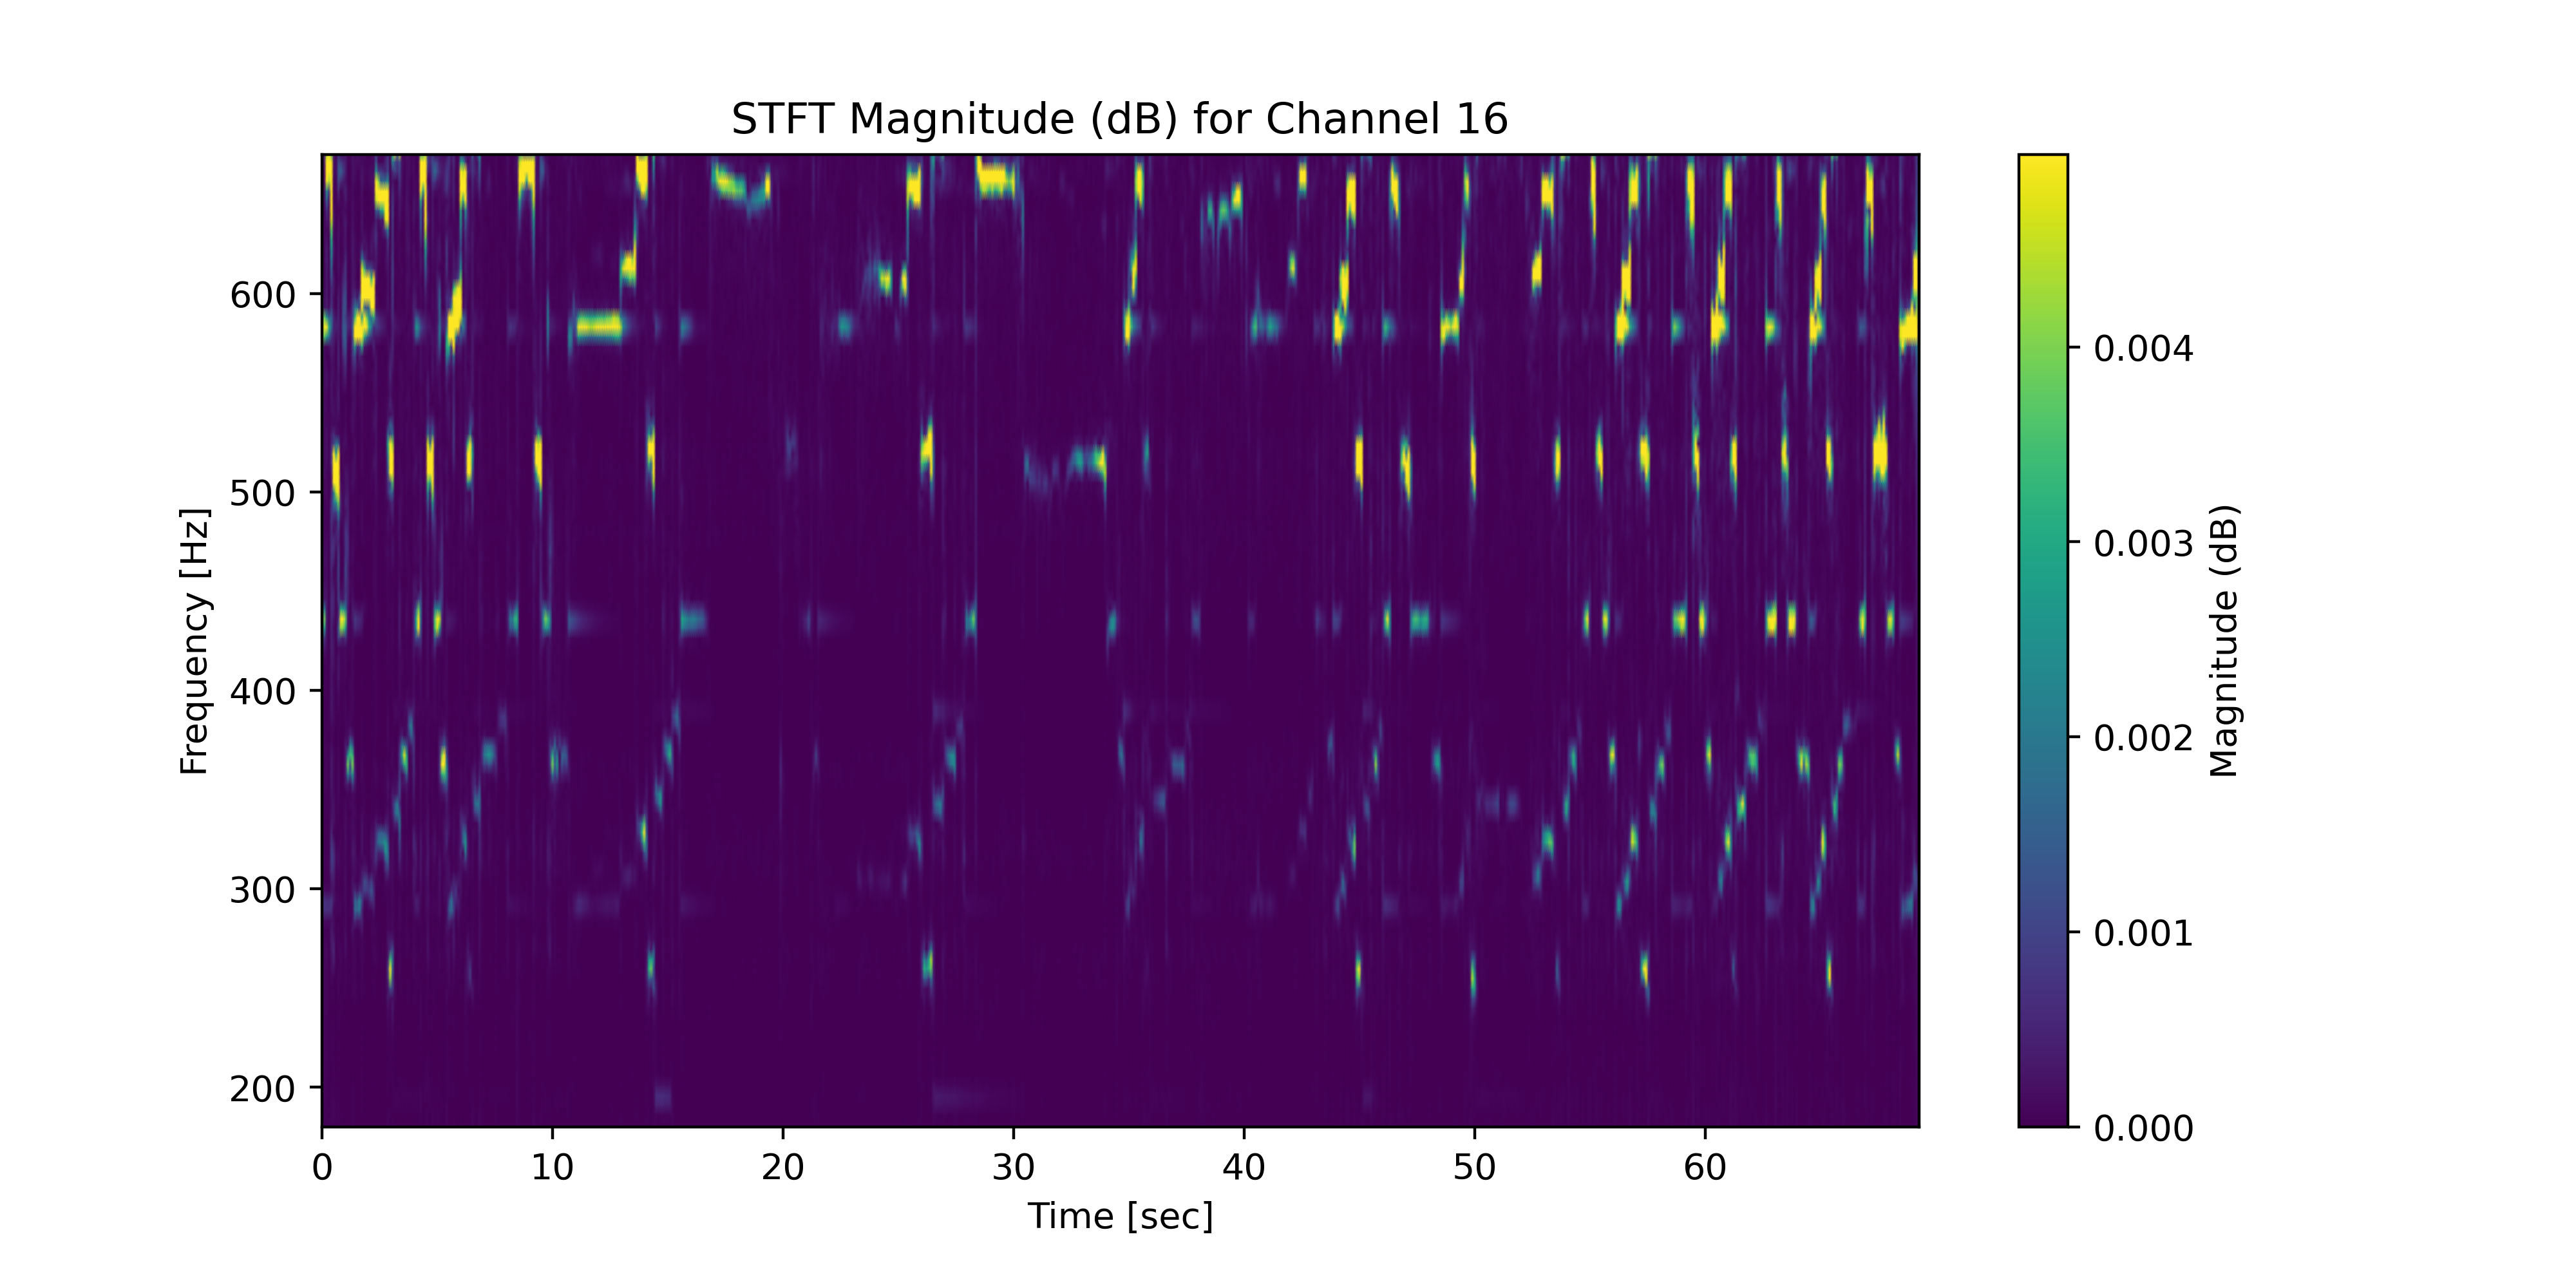 STFT Magnitude (dB) for Channel 16
Frequency [Hz]
600
500
400
300
200
0 10 20 30 40 50 60
Time [sec]
0.004
0.003
0.002
0.001
0.000
Magnitude (dB)